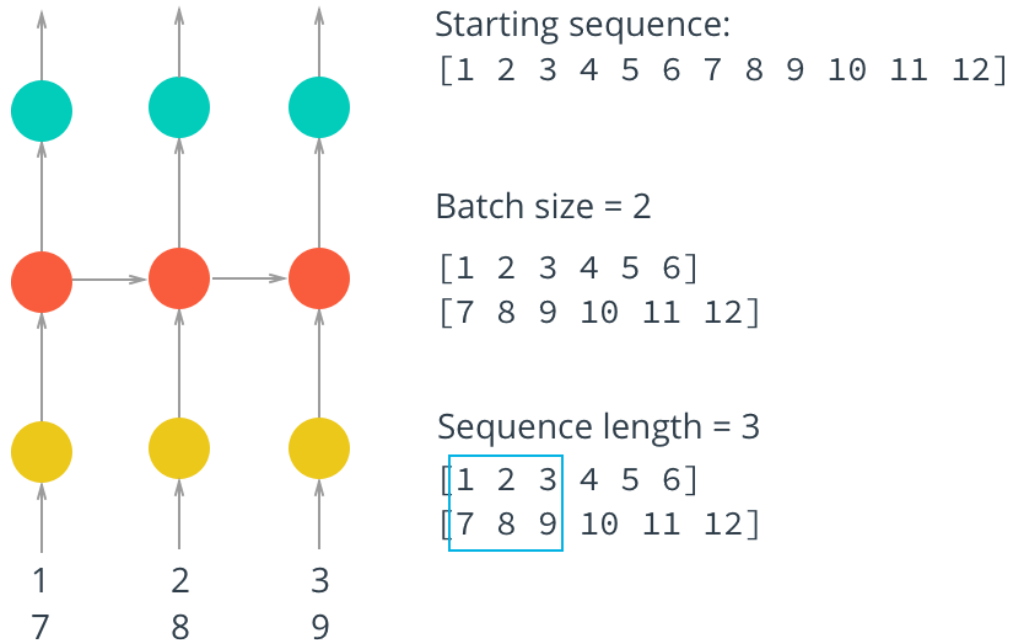 Starting sequence:
[1 2 3 4 5 6 7 8 9 10 11 12]
Batch size = 2
[1 2 3 4 5 6]
[7 8 9 10 11 12]
Sequence length = 3
[1 2 3 4 5 6]
[7 8 9 10 11 12]
1 2 3
7 8 9